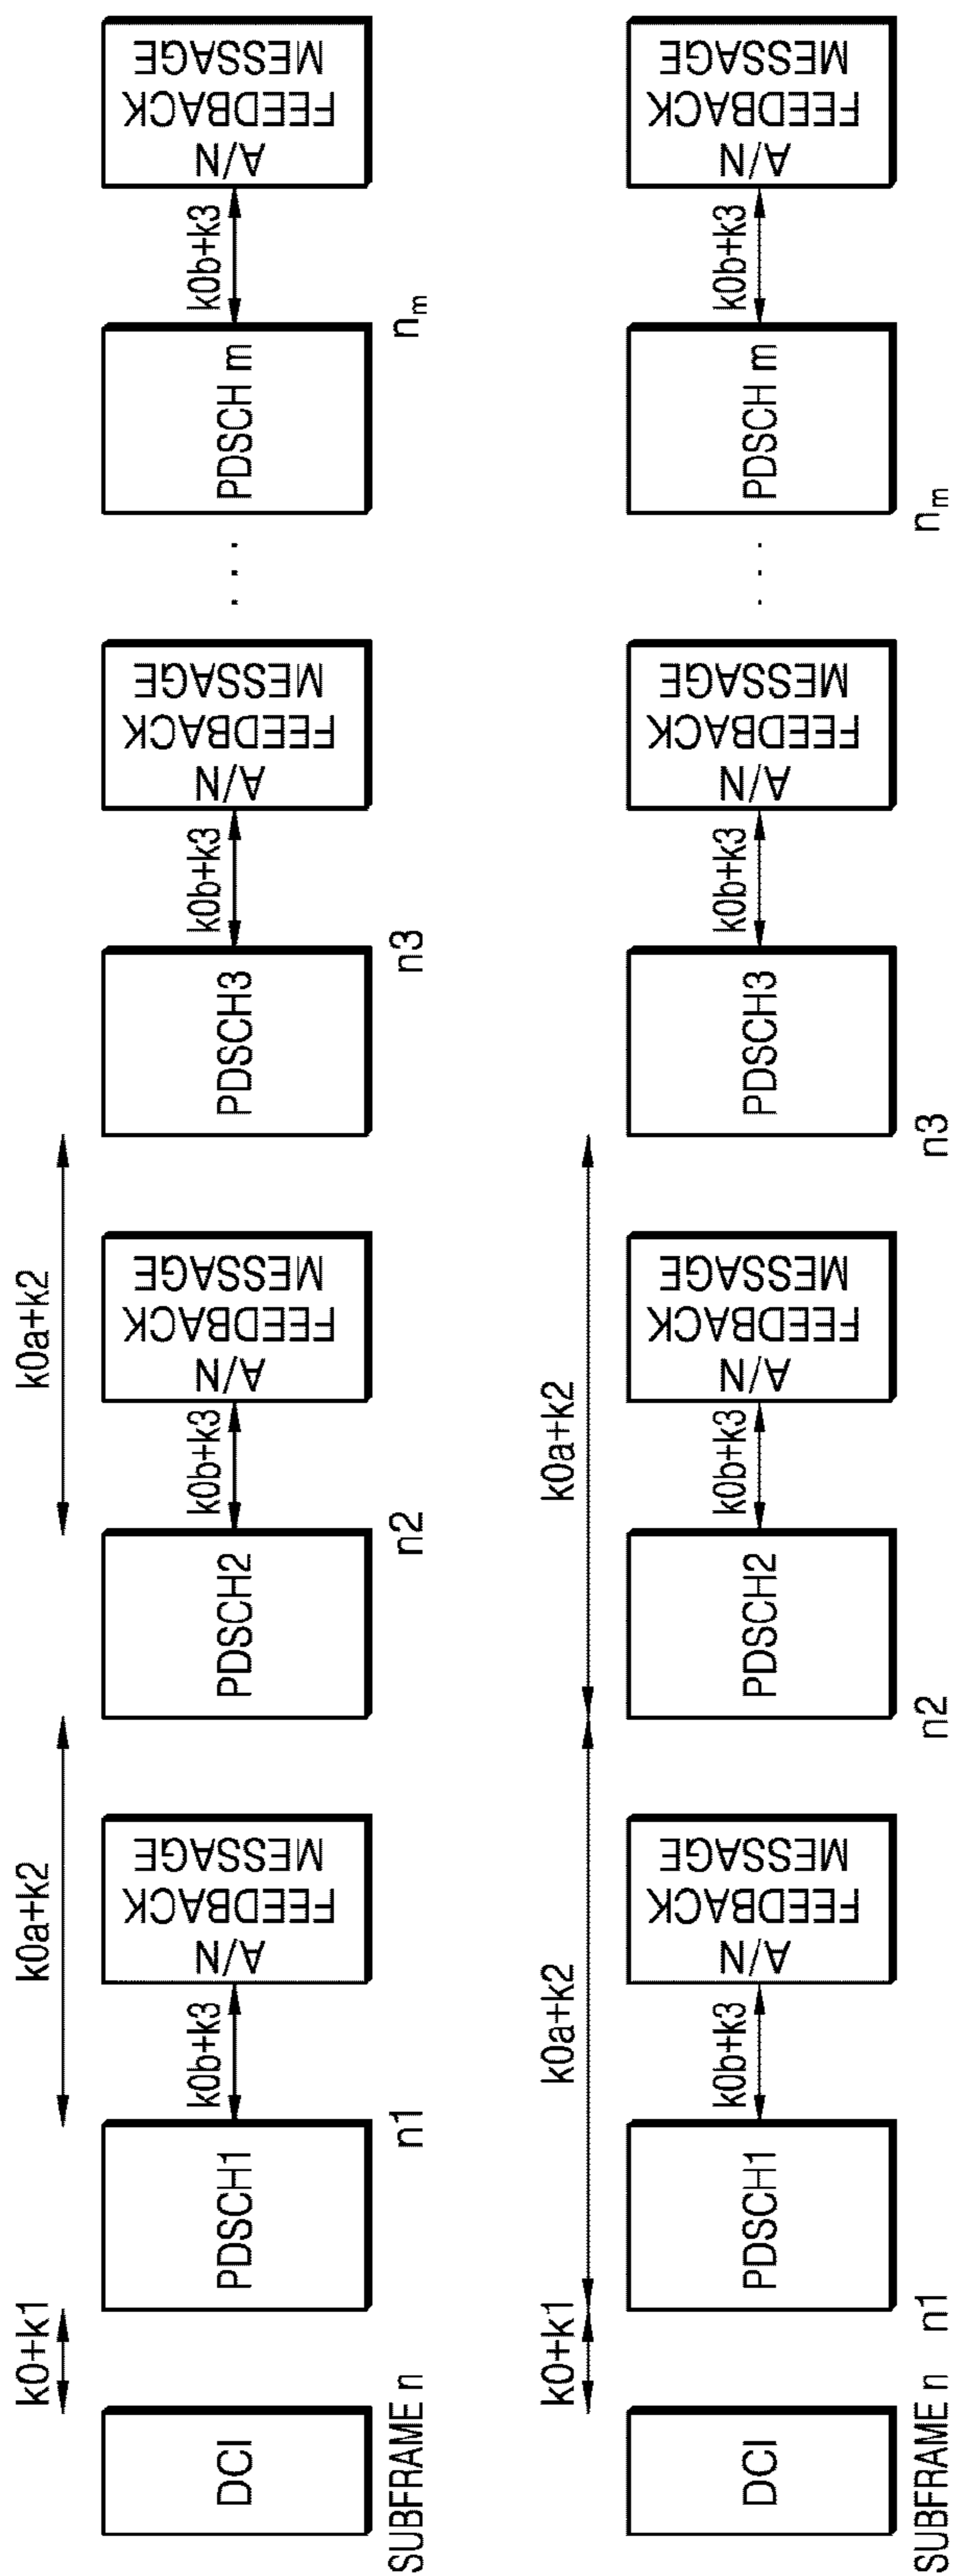 k0+k1
k0a+k2
k0a+k2
DCI
PDSCH1
k0b+k3
A/N
FEEDBACK
MESSAGE
PDSCH2
k0b+k3
A/N
FEEDBACK
MESSAGE
PDSCH3
k0b+k3
A/N
FEEDBACK
MESSAGE
. . .
PDSCH m
k0b+k3
A/N
FEEDBACK
MESSAGE
SUBFRAME n
n1
n2
n3
nm
k0+k1
k0a+k2
k0a+k2
DCI
PDSCH1
k0b+k3
A/N
FEEDBACK
MESSAGE
PDSCH2
k0b+k3
A/N
FEEDBACK
MESSAGE
PDSCH3
k0b+k3
A/N
FEEDBACK
MESSAGE
. . .
PDSCH m
k0b+k3
A/N
FEEDBACK
MESSAGE
SUBFRAME n
n1
n2
n3
nm